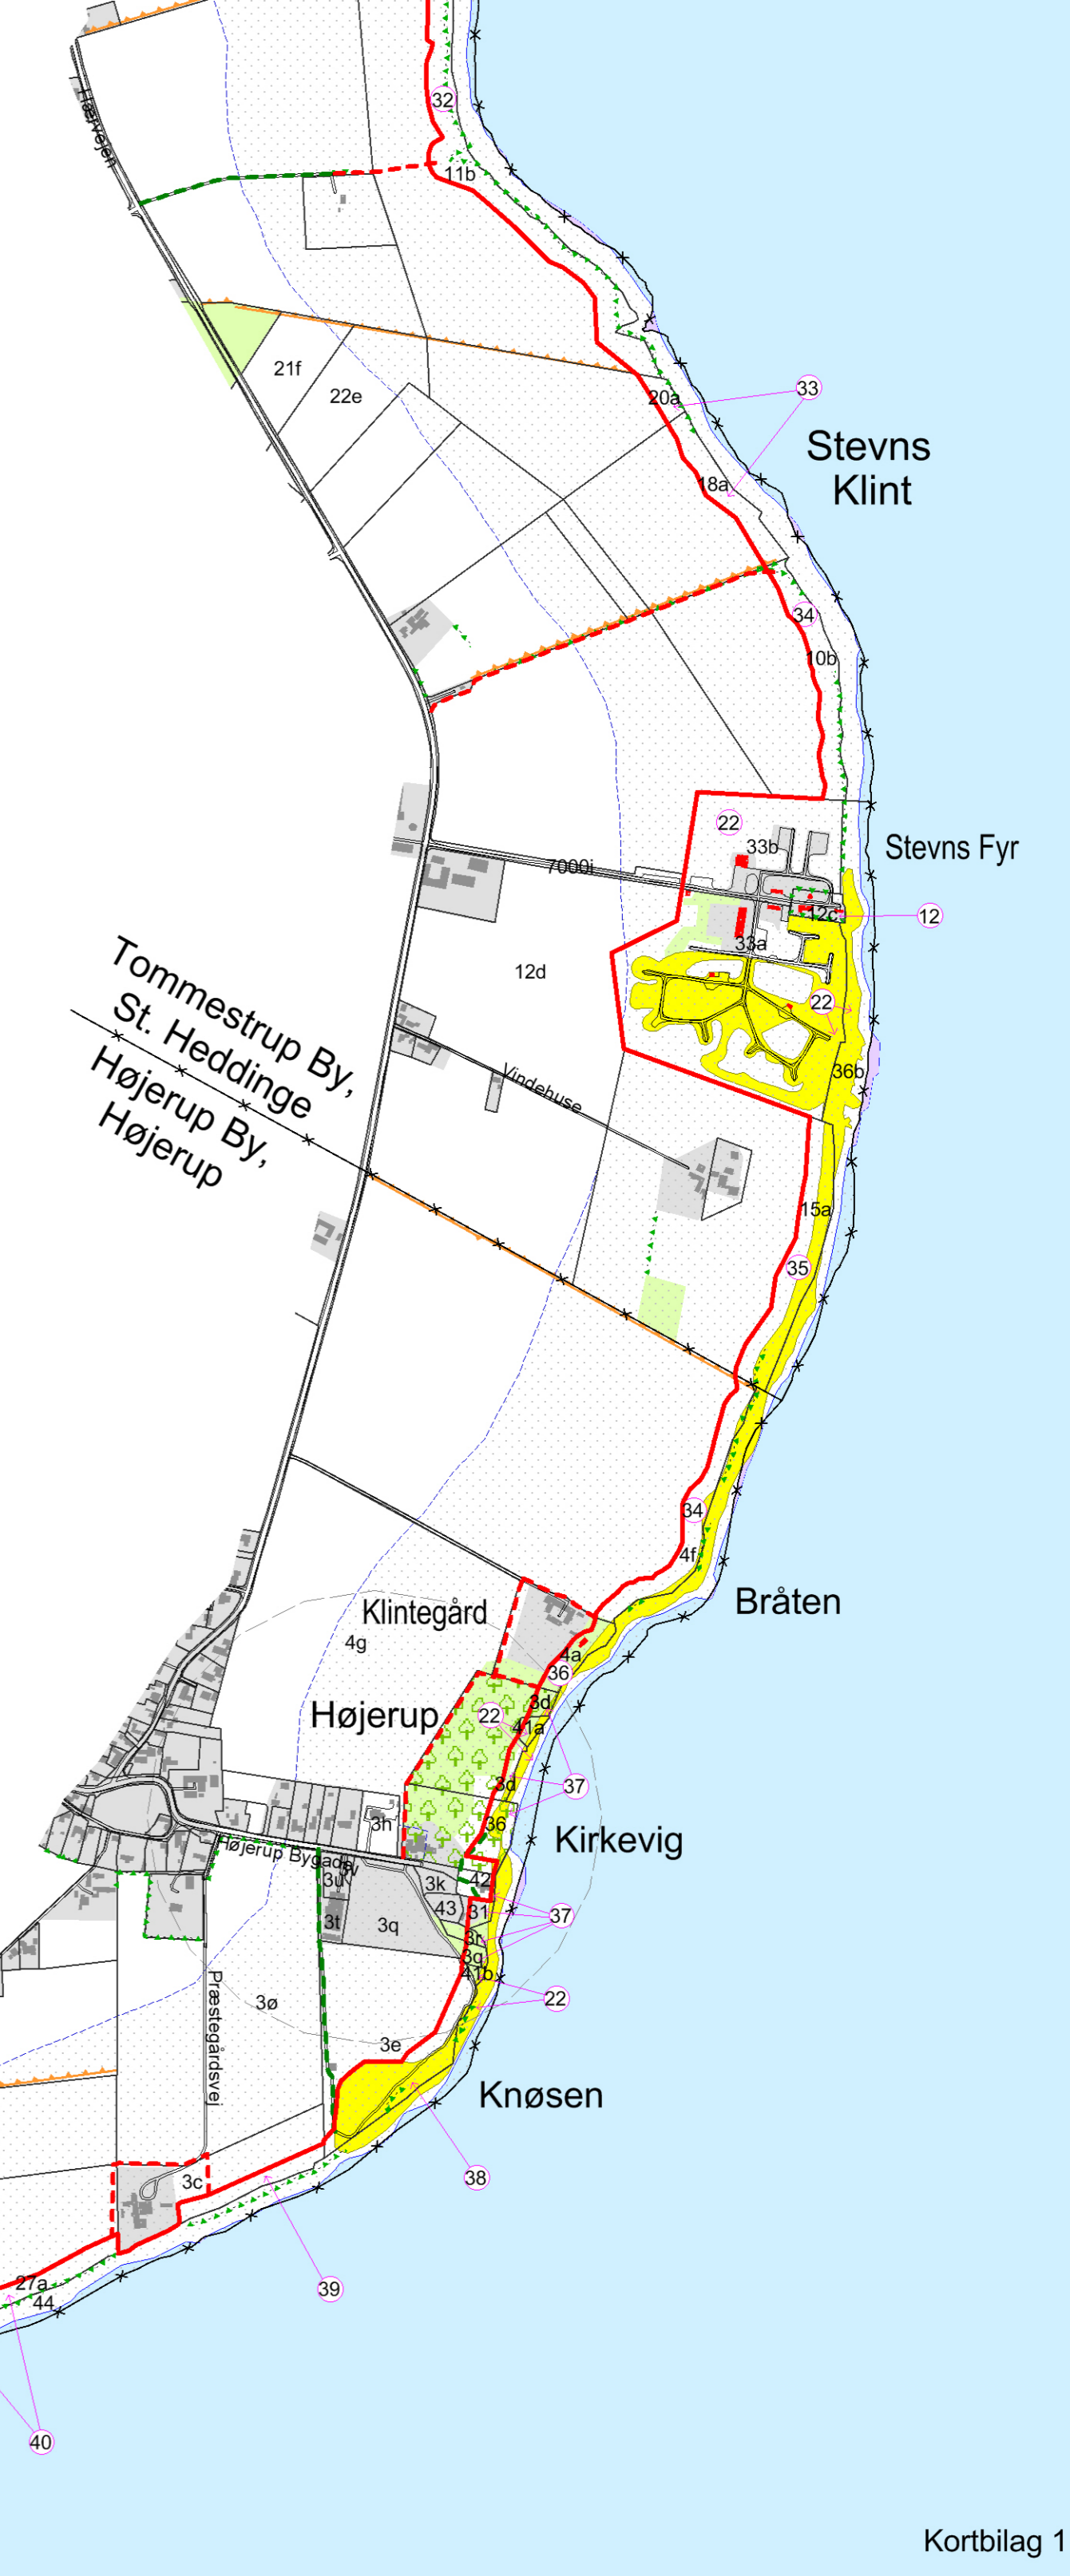 Hærvejen
32
11b
21f
22e
20a
33
Stevns
Klint
18a
34
10b
22
33b
Stevns Fyr
7000i
12c
12
33a
12d
22
Tommestrup By,
St. Heddinge
Højerup By,
Højerup
Vindehuse
36b
15a
35
34
4f
Bråten
Klintegård
4g
4a
36
3d
Højerup
22
41a
3d
37
3h
36
Kirkevig
Højerup Bygade
3u
3k
42
43
31
37
3t
3q
3r
3g
41b
22
Præstegårdsvej
3ø
3e
Knøsen
38
3c
39
27a
44
40
Kortbilag 1